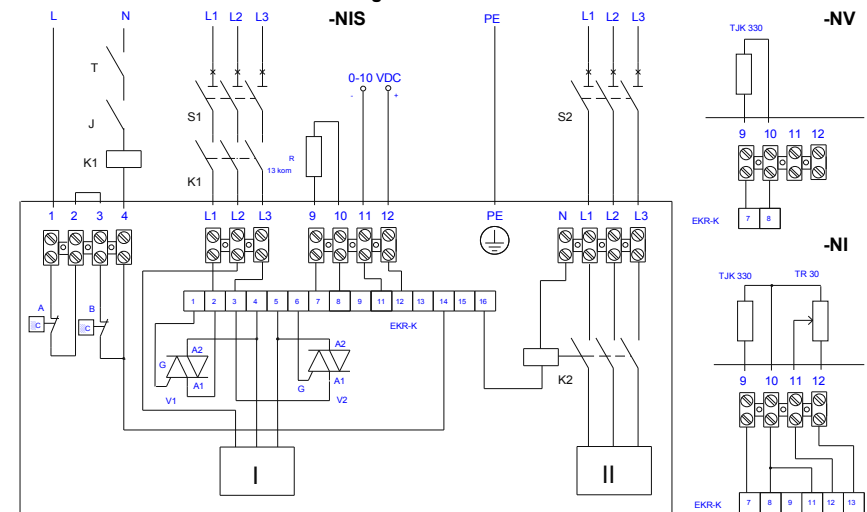 -NIS
-NV
L N L1 L2 L3 PE L1 L2 L3
TJK 330
0-10 VDC
- +
T
S1 S2
J
K1
R
13 kom
K1
9 10 11 12
7 8
EKR-K
1 2 3 4 L1 L2 L3 9 10 11 12 PE N L1 L2 L3
-NI
TJK 330 TR 30
1 2 3 4 5 6 7 8 9 11 12 13 14 15 16
EKR-K
A B
C C
A2 A2
G
A1 A1
G
V1 V2
K2
9 10 11 12
I II
EKR-K
7 8 9 11 12 13